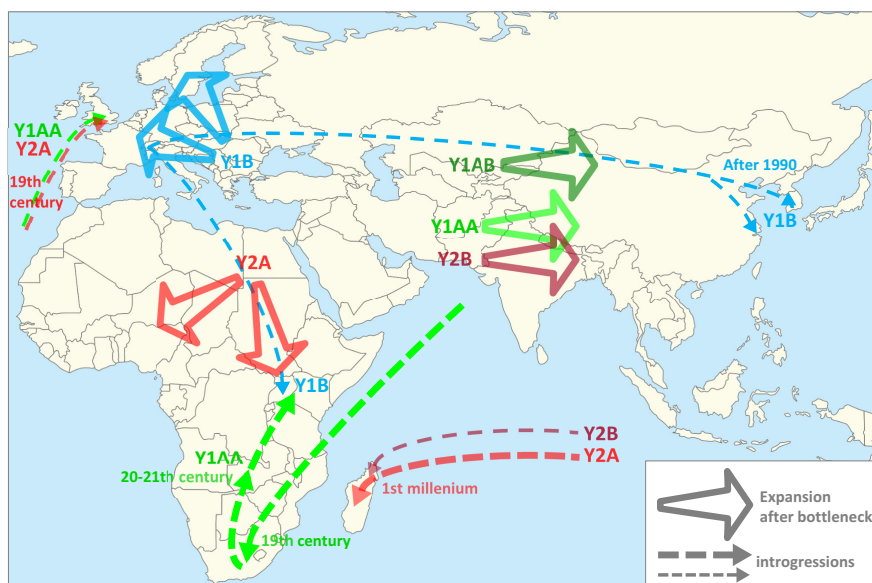 Y1AA
Y2A
19th
century
Y1B
Y1AB
After 1990
Y1B
Y1AA
Y2B
Y2A
Y1B
Y1AA
20-21th century
19th century
Y2B
Y2A
1st millenium
Expansion
after bottleneck
introgressions